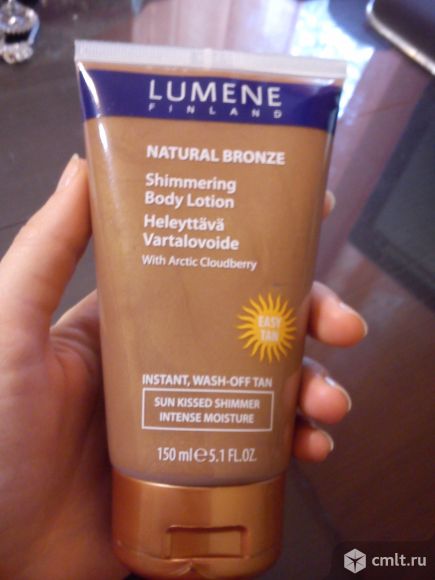 LUMENE
FINLAND
NATURAL BRONZE
Shimmering
Body Lotion
Heleyttävä
Vartalovoide
With Arctic Cloudberry
EASY
TAN
INSTANT, WASH-OFF TAN
SUN KISSED SHIMMER
INTENSE MOISTURE
150 ml ℮ 5.1 FL.OZ.
cmlt.ru